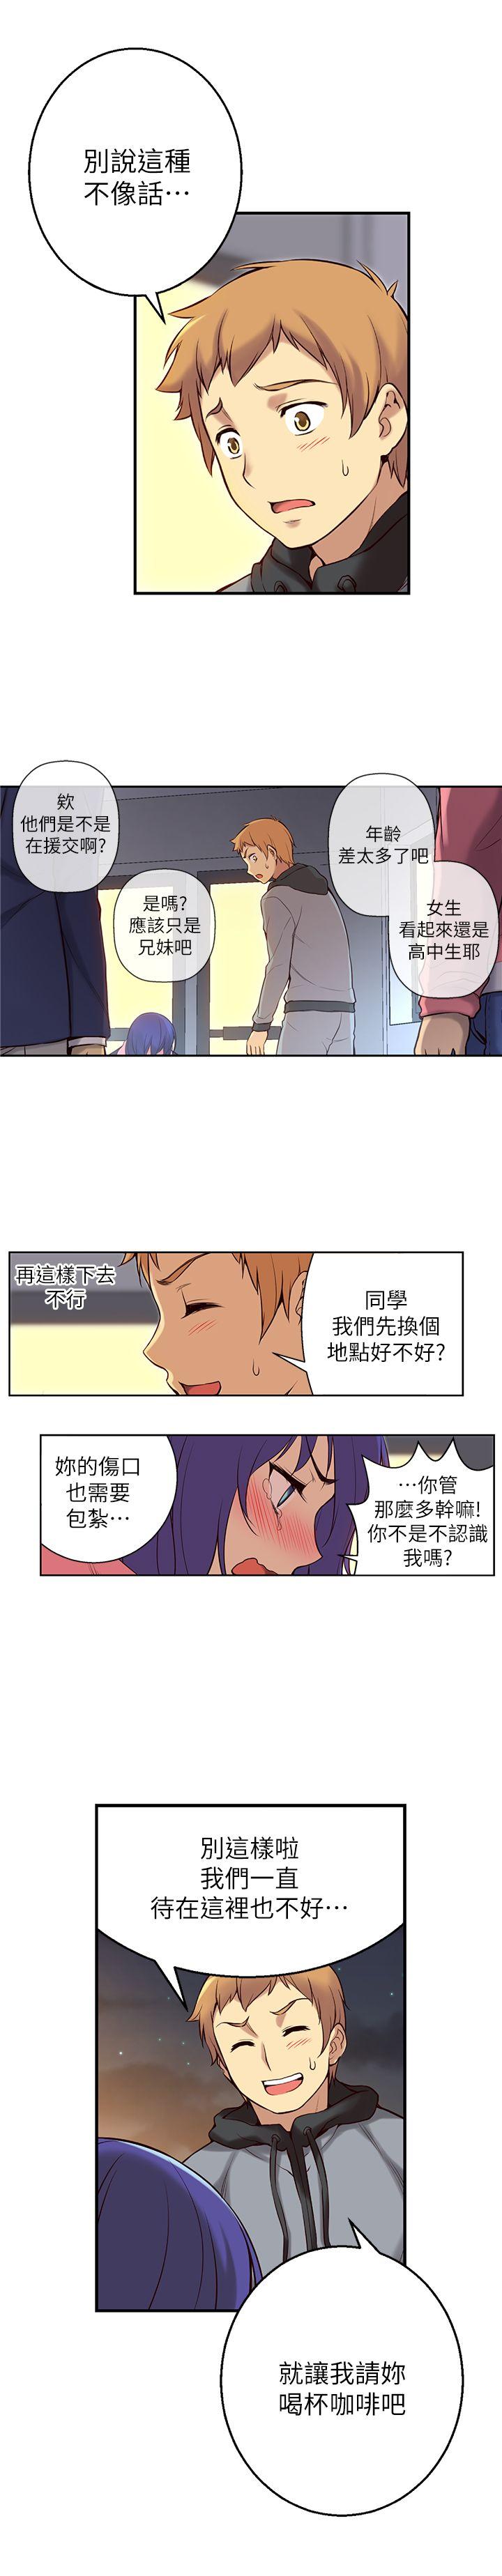 別說這種
不像話⋯
欸
他們是不是
在援交啊?
是嗎?
應該只是
兄妹吧
年齡
差太多了吧
女生
看起來還是
高中生耶
再這樣下去
不行
同學
我們先換個
地點好不好?
妳的傷口
也需要
包紮⋯
⋯你管
那麼多幹嘛!
你不是不認識
我嗎?
別這樣啦
我們一直
待在這裡也不好⋯
就讓我請妳
喝杯咖啡吧